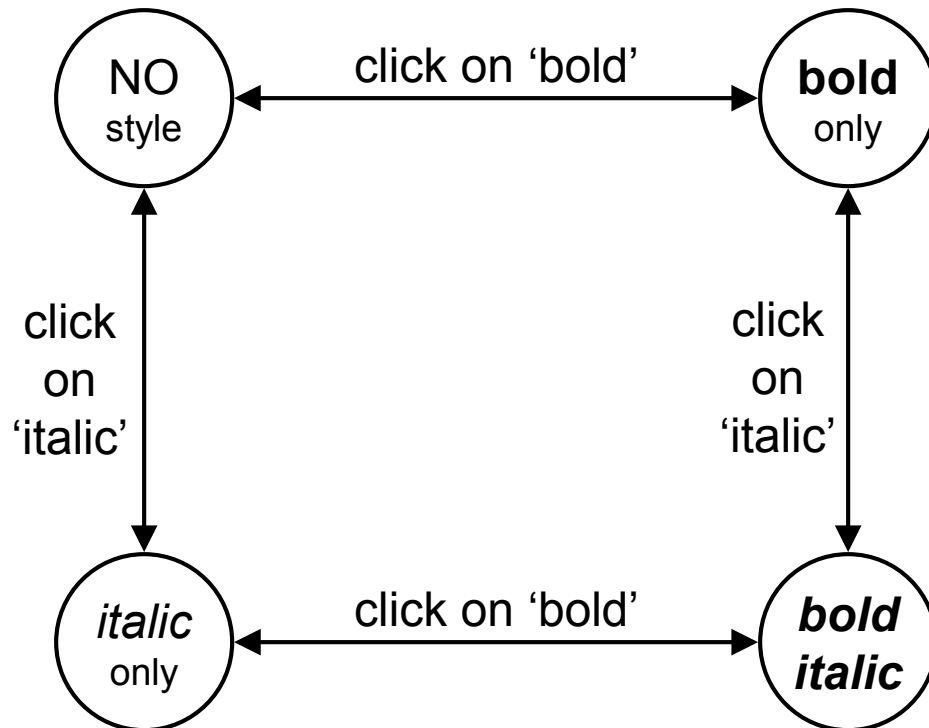 NO
style
click on ‘bold’
bold
only
click
on
‘italic’
click
on
‘italic’
italic
only
click on ‘bold’
bold
italic